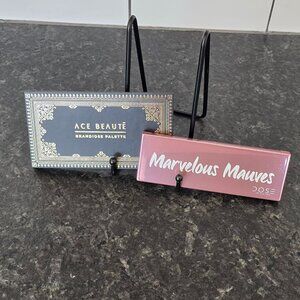 ACE BEAUTÉ
GRANDIOSE PALETTE
Marvelous Mauves
DOSE